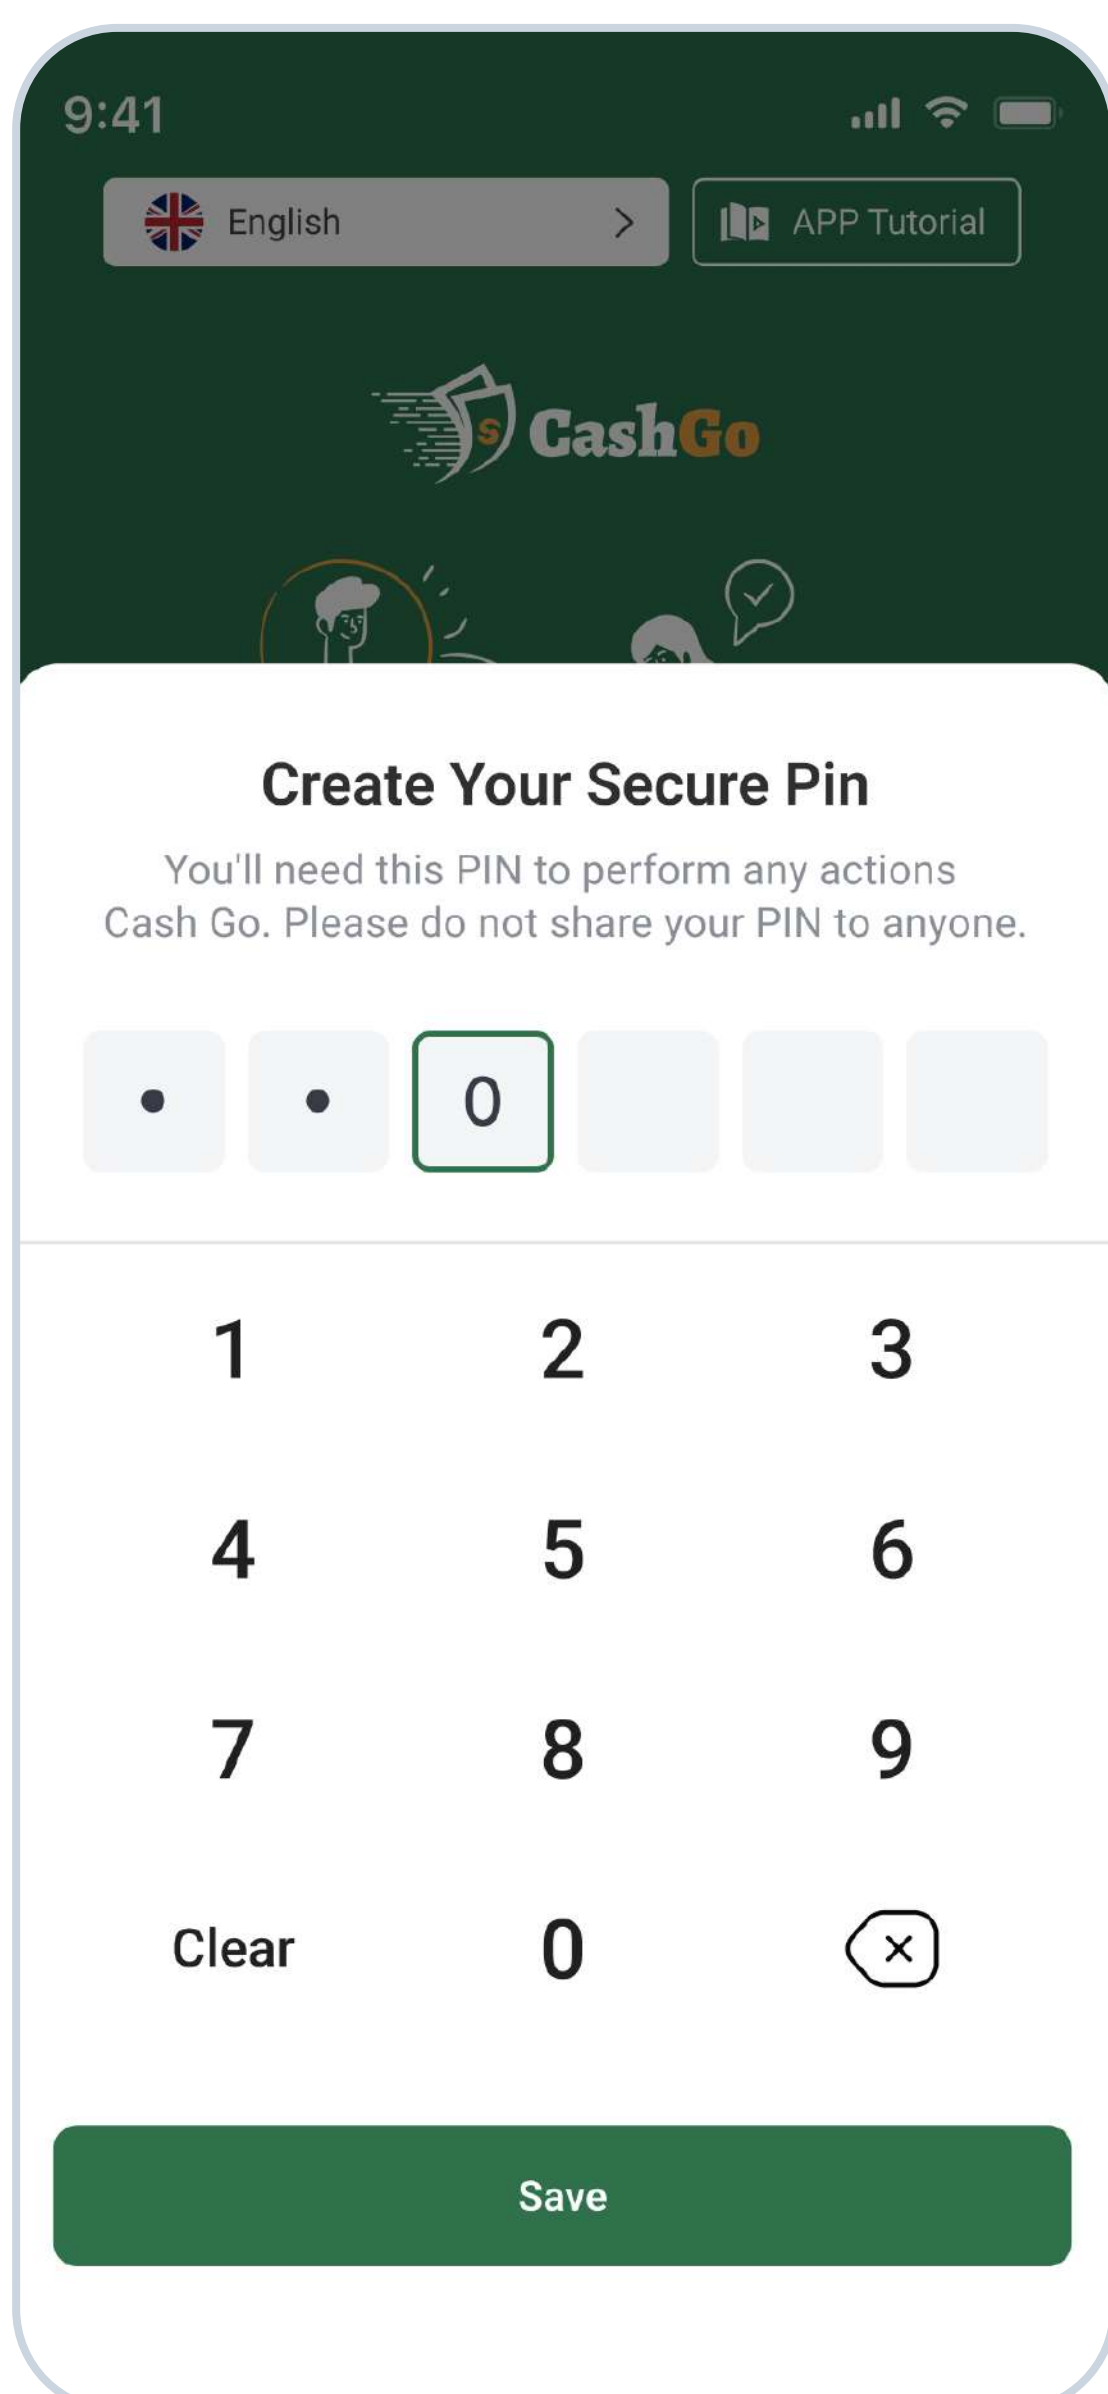 9:41
English
APP Tutorial
S
CashGo
Create Your Secure Pin
You'll need this PIN to perform any actions
Cash Go. Please do not share your PIN to anyone.
0
1 2 3
4 5 6
7 8 9
Clear 0
Save